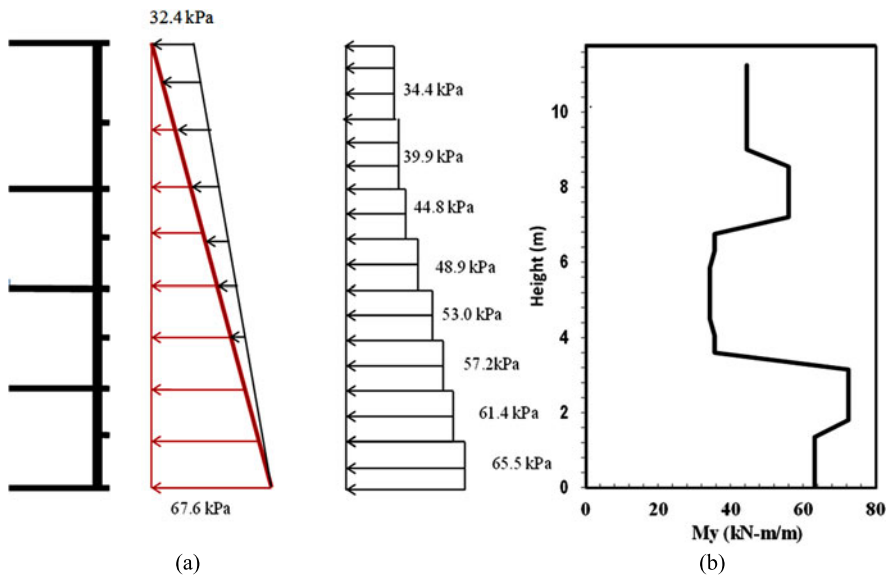 32.4 kPa
34.4 kPa
39.9 kPa
44.8 kPa
48.9 kPa
53.0 kPa
57.2kPa
61.4 kPa
65.5 kPa
67.6 kPa
(a)
Height (m)
10
8
6
4
2
0
0 20 40 60 80
My (kN-m/m)
(b)